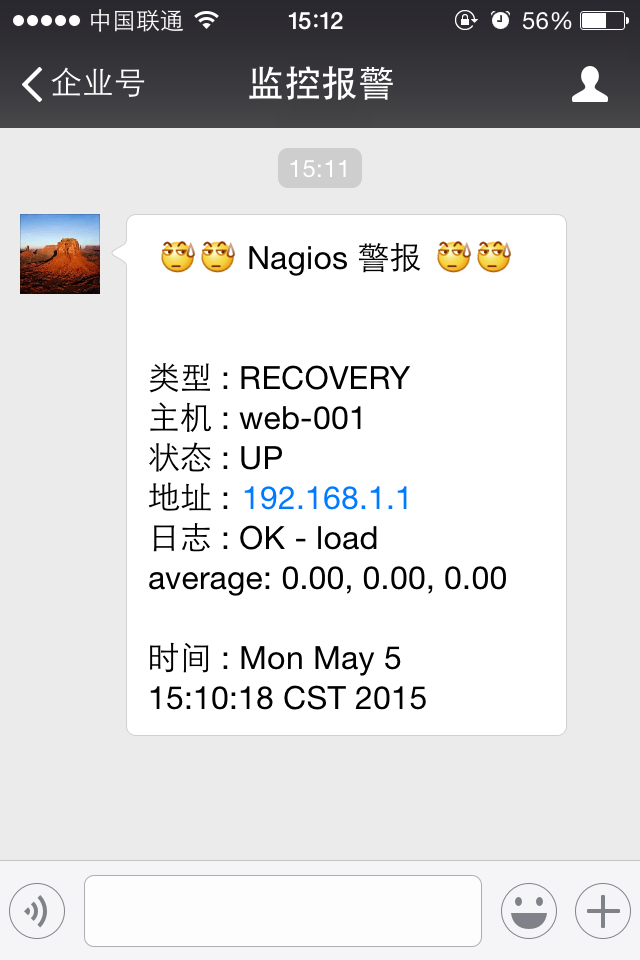 中国联通 15:12 56%
企业号 监控报警
15:11
Nagios 警报
类型 : RECOVERY
主机 : web-001
状态 : UP
地址 : 192.168.1.1
日志 : OK - load
average: 0.00, 0.00, 0.00
时间 : Mon May 5
15:10:18 CST 2015